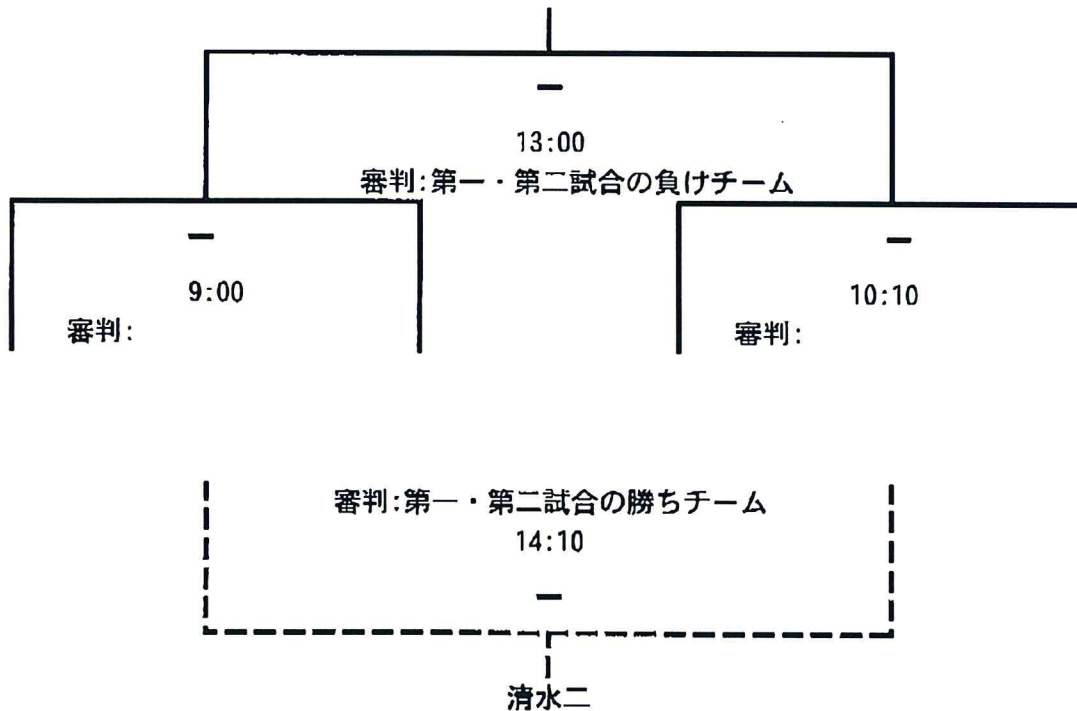 ー
13:00
審判:第一・第二試合の負けチーム
ー
9:00
審判:
ー
10:10
審判:
審判:第一・第二試合の勝ちチーム
14:10
ー
清水二